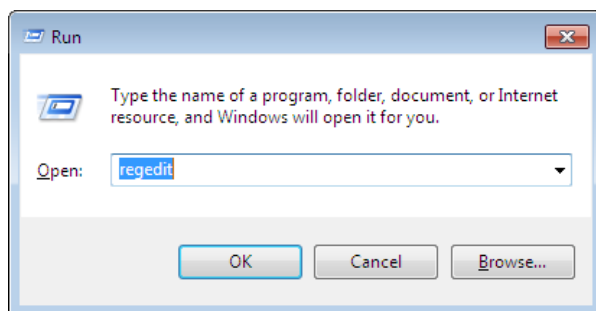 Run
Type the name of a program, folder, document, or Internet
resource, and Windows will open it for you.
Open: regedit
OK Cancel Browse...